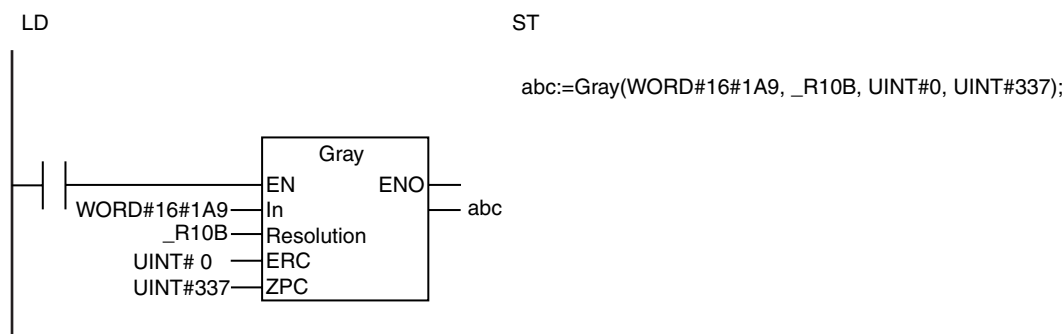 LD
ST
abc:=Gray(WORD#16#1A9, _R10B, UINT#0, UINT#337);
Gray
EN ENO
WORD#16#1A9 In abc
_R10B Resolution
UINT# 0 ERC
UINT#337 ZPC